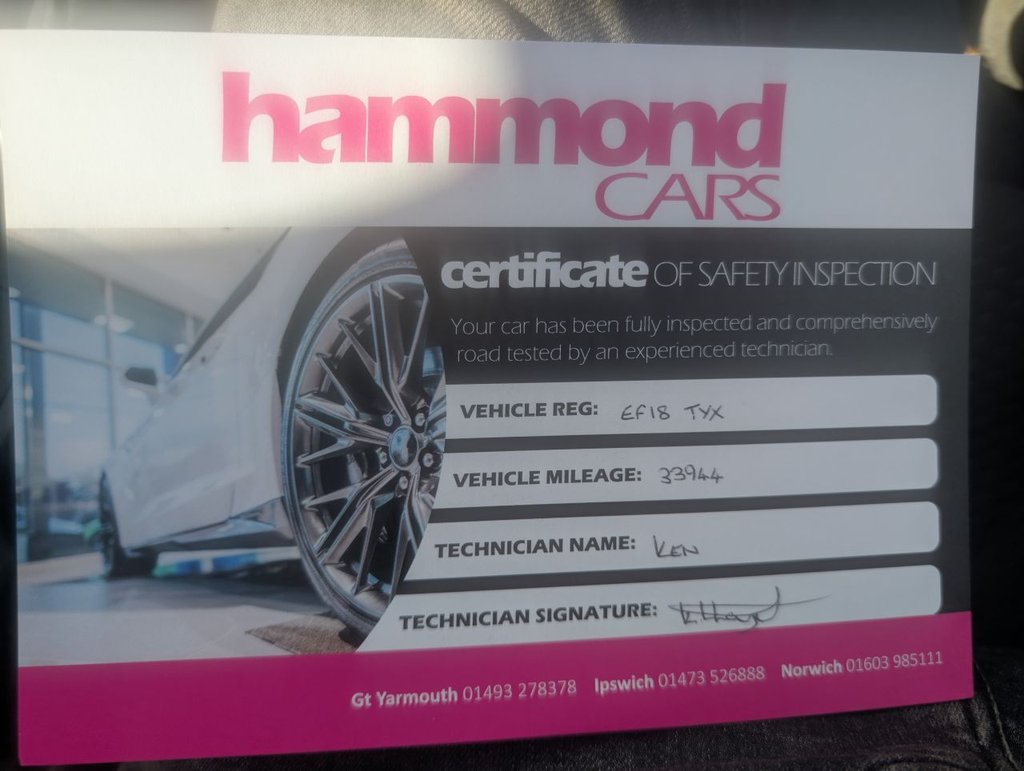 hammond
CARS
certificate OF SAFETY INSPECTION
Your car has been fully inspected and comprehensively
road tested by an experienced technician.
VEHICLE REG: EF18 TYX
VEHICLE MILEAGE: 33944
TECHNICIAN NAME: KEN
TECHNICIAN SIGNATURE:
Gt Yarmouth 01493 278378 Ipswich 01473 526888 Norwich 01603 985111